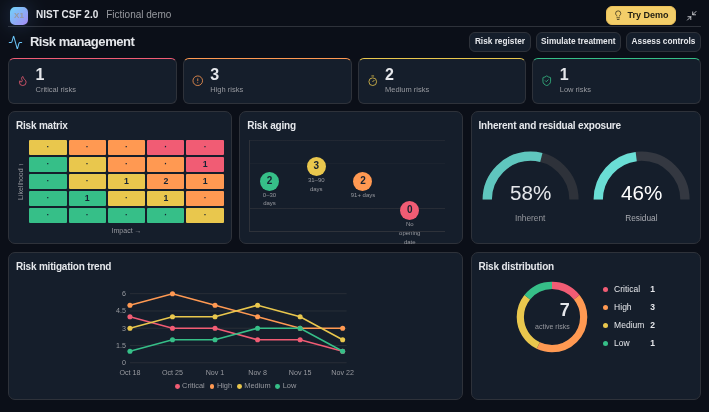 NIST CSF 2.0 Fictional demo
Try Demo
Risk management
Risk register
Simulate treatment
Assess controls
1
Critical risks
3
High risks
2
Medium risks
1
Low risks
Risk matrix
Likelihood ↑
1
1 2 1
1 1
Impact →
Risk aging
2
0–30
days
3
31–90
days
2
91+ days
0
No
opening
date
Inherent and residual exposure
58%
Inherent
46%
Residual
Risk mitigation trend
6
4.5
3
1.5
0
Oct 18 Oct 25 Nov 1 Nov 8 Nov 15 Nov 22
Critical High Medium Low
Risk distribution
7
active risks
Critical 1
High 3
Medium 2
Low 1